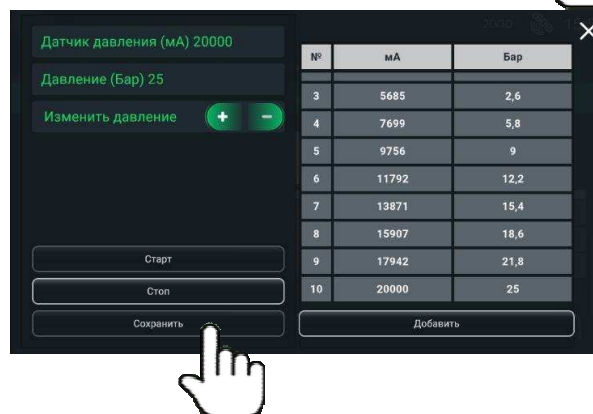 Датчик давления (мА) 20000
Давление (Бар) 25
Изменить давление + -
Старт
Стоп
Сохранить
№ мА Бар
3 5685 2,6
4 7699 5,8
5 9756 9
6 11792 12,2
7 13871 15,4
8 15907 18,6
9 17942 21,8
10 20000 25
Добавить